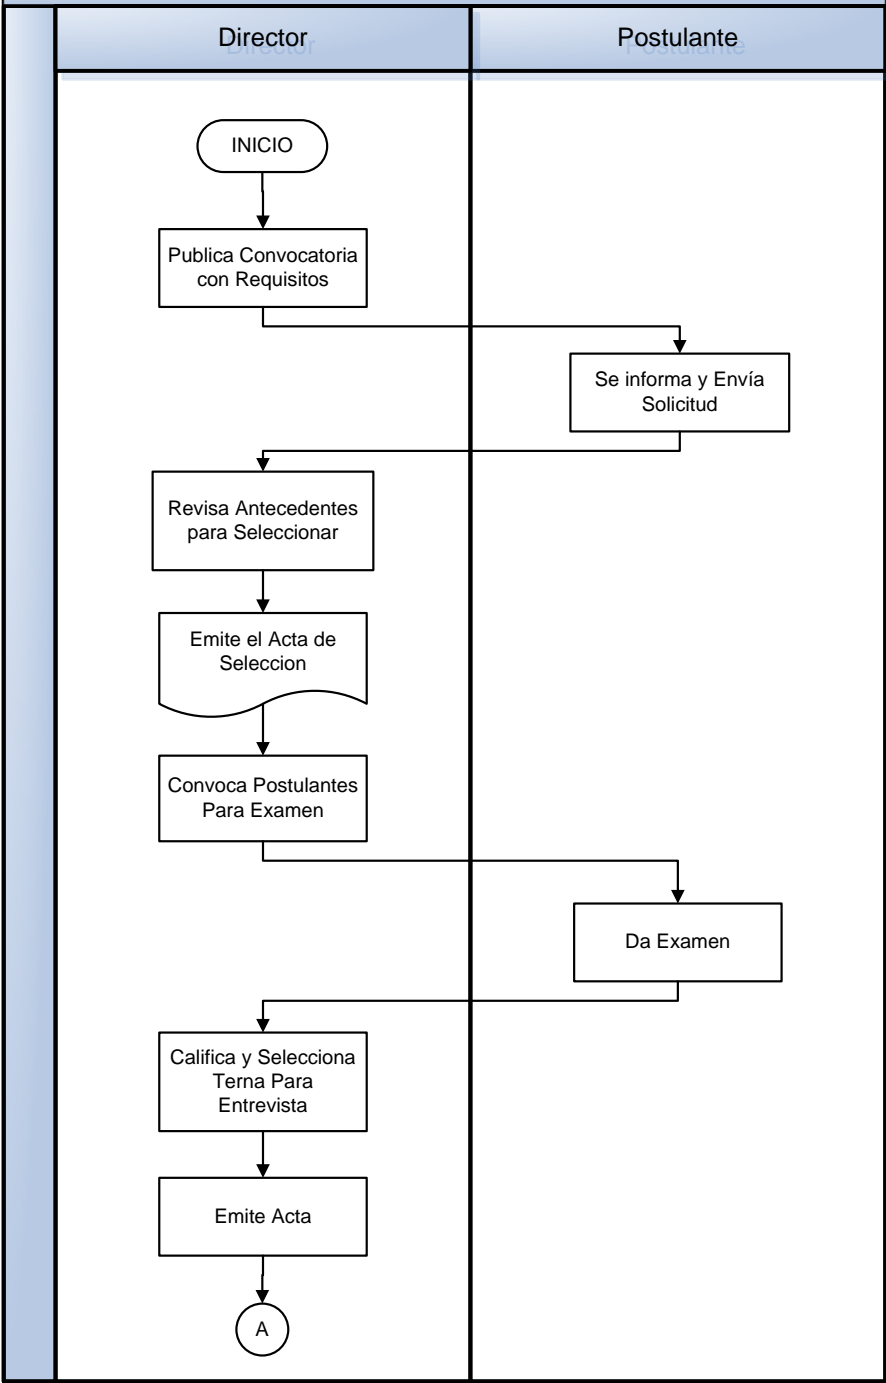 Director
Postulante
INICIO
Publica Convocatoria
con Requisitos
Se informa y Envía
Solicitud
Revisa Antecedentes
para Seleccionar
Emite el Acta de
Seleccion
Convoca Postulantes
Para Examen
Da Examen
Califica y Selecciona
Terna Para
Entrevista
Emite Acta
A